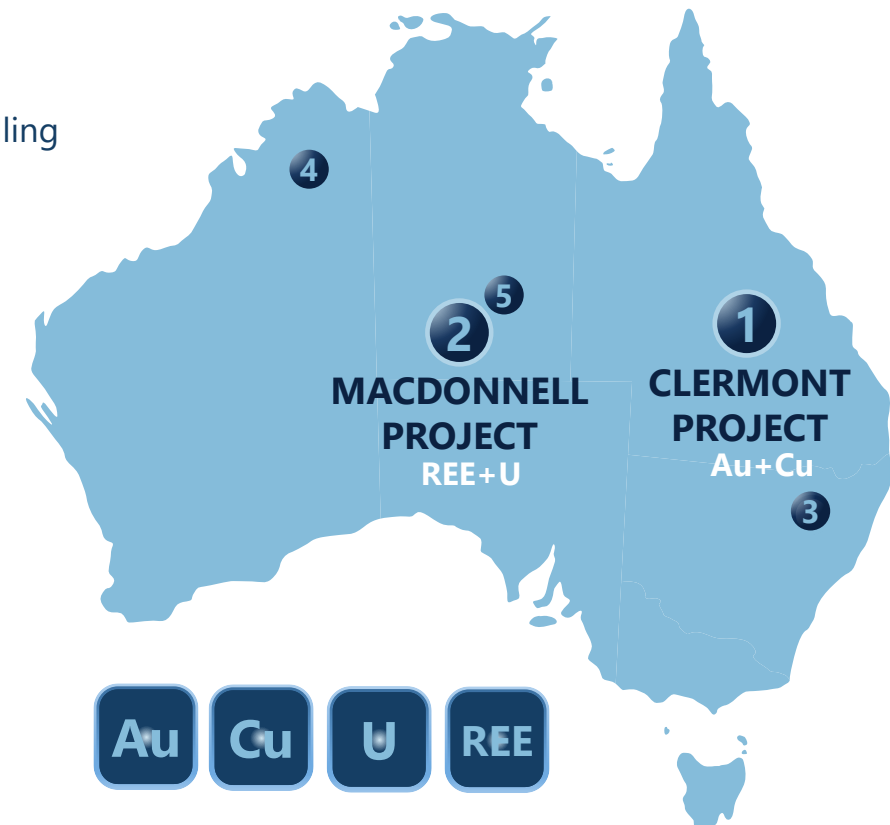 ling
4
5
2
1
MACDONNELL
PROJECT
REE+U
CLERMONT
PROJECT
Au+Cu
3
Au
Cu
U
REE